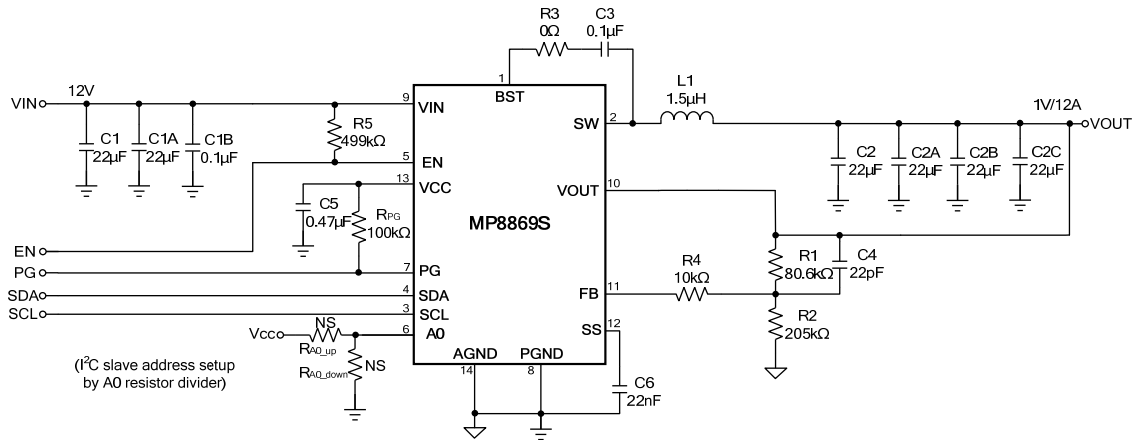 R3
0Ω
C3
0.1μF
1
BST
L1
1.5μH
12V
VIN
9
VIN
2
SW
1V/12A
VOUT
C1
22μF
C1A
22μF
C1B
0.1μF
R5
499kΩ
5
EN
C2
22μF
C2A
22μF
C2B
22μF
C2C
22μF
13
VCC
10
VOUT
C5
0.47μF
RPG
100kΩ
MP8869S
EN
PG
7
PG
R1
80.6kΩ
C4
22pF
R4
10kΩ
11
FB
SDA
4
SDA
SCL
3
SCL
R2
205kΩ
12
SS
Vcc
NS
RA0_up
6
A0
RA0_down
NS
(I²C slave address setup
by A0 resistor divider)
AGND
14
PGND
8
C6
22nF